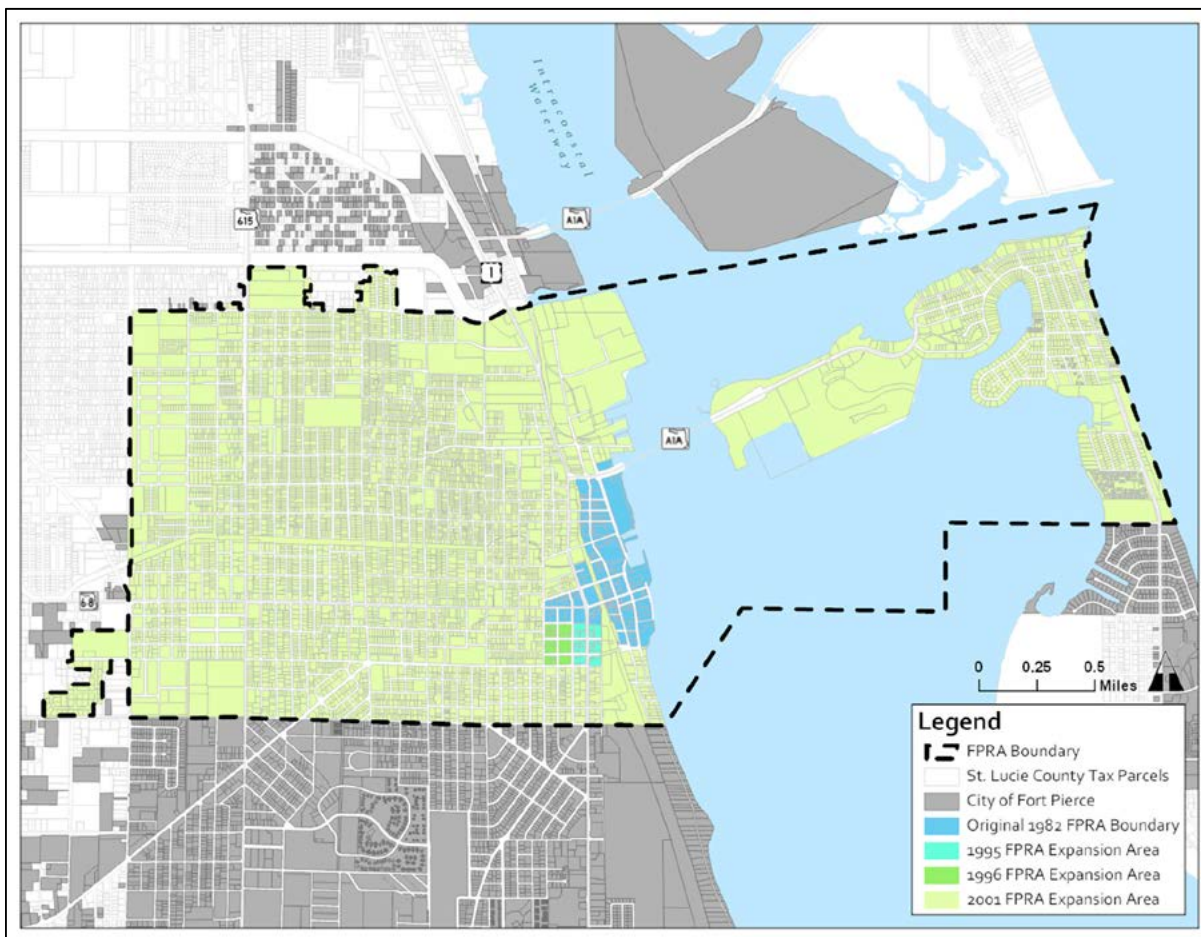 Intracoastal
Waterway
615
A1A
1
A1A
68
0 0.25 0.5
Miles
Legend
FPRA Boundary
St. Lucie County Tax Parcels
City of Fort Pierce
Original 1982 FPRA Boundary
1995 FPRA Expansion Area
1996 FPRA Expansion Area
2001 FPRA Expansion Area